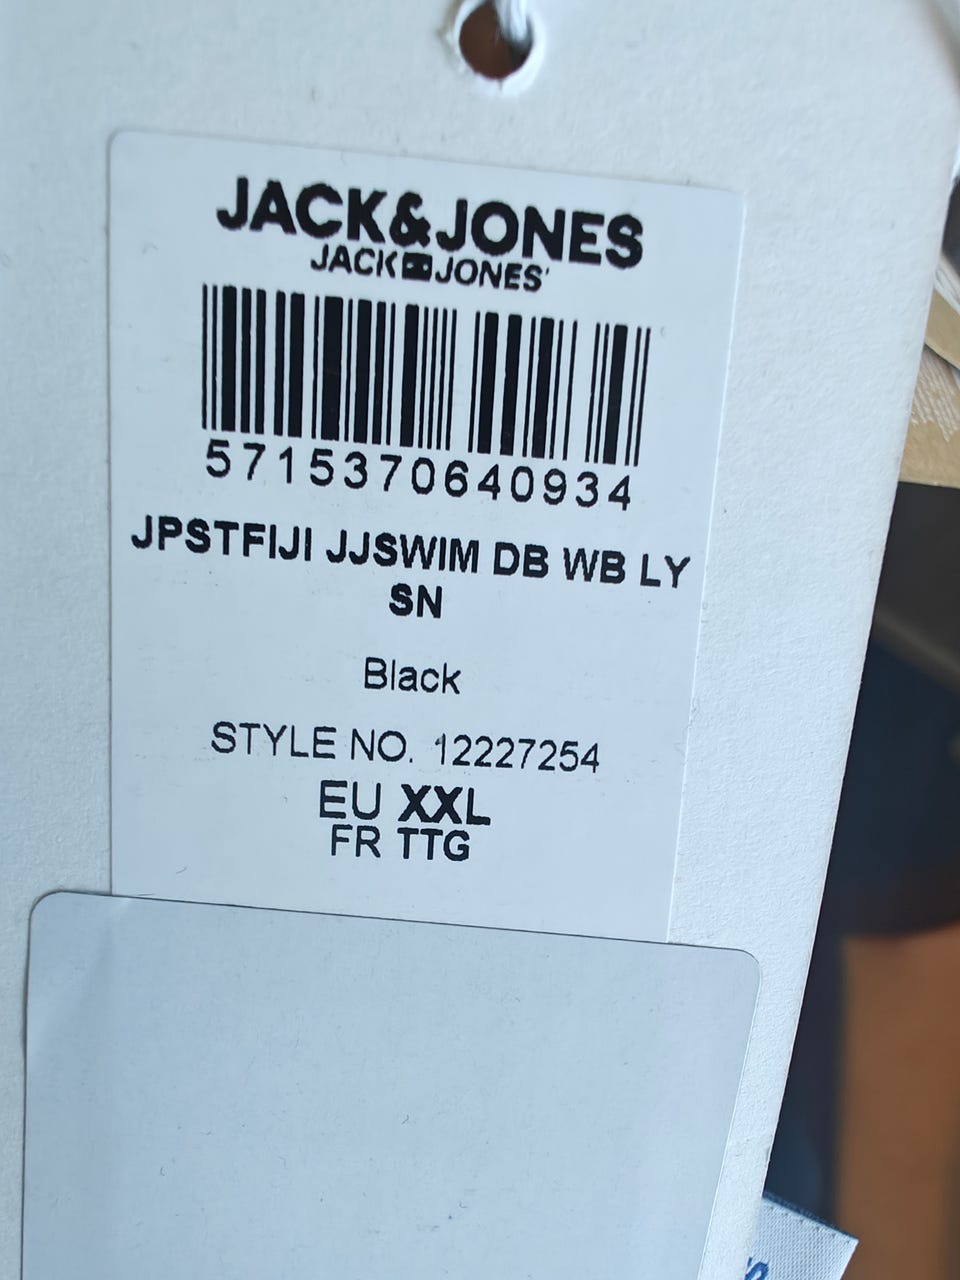 JACK&JONES
JACK JONES
5715370640934
JPSTFIJI JJSWIM DB WB LY
SN
Black
STYLE NO. 12227254
EU XXL
FR TTG